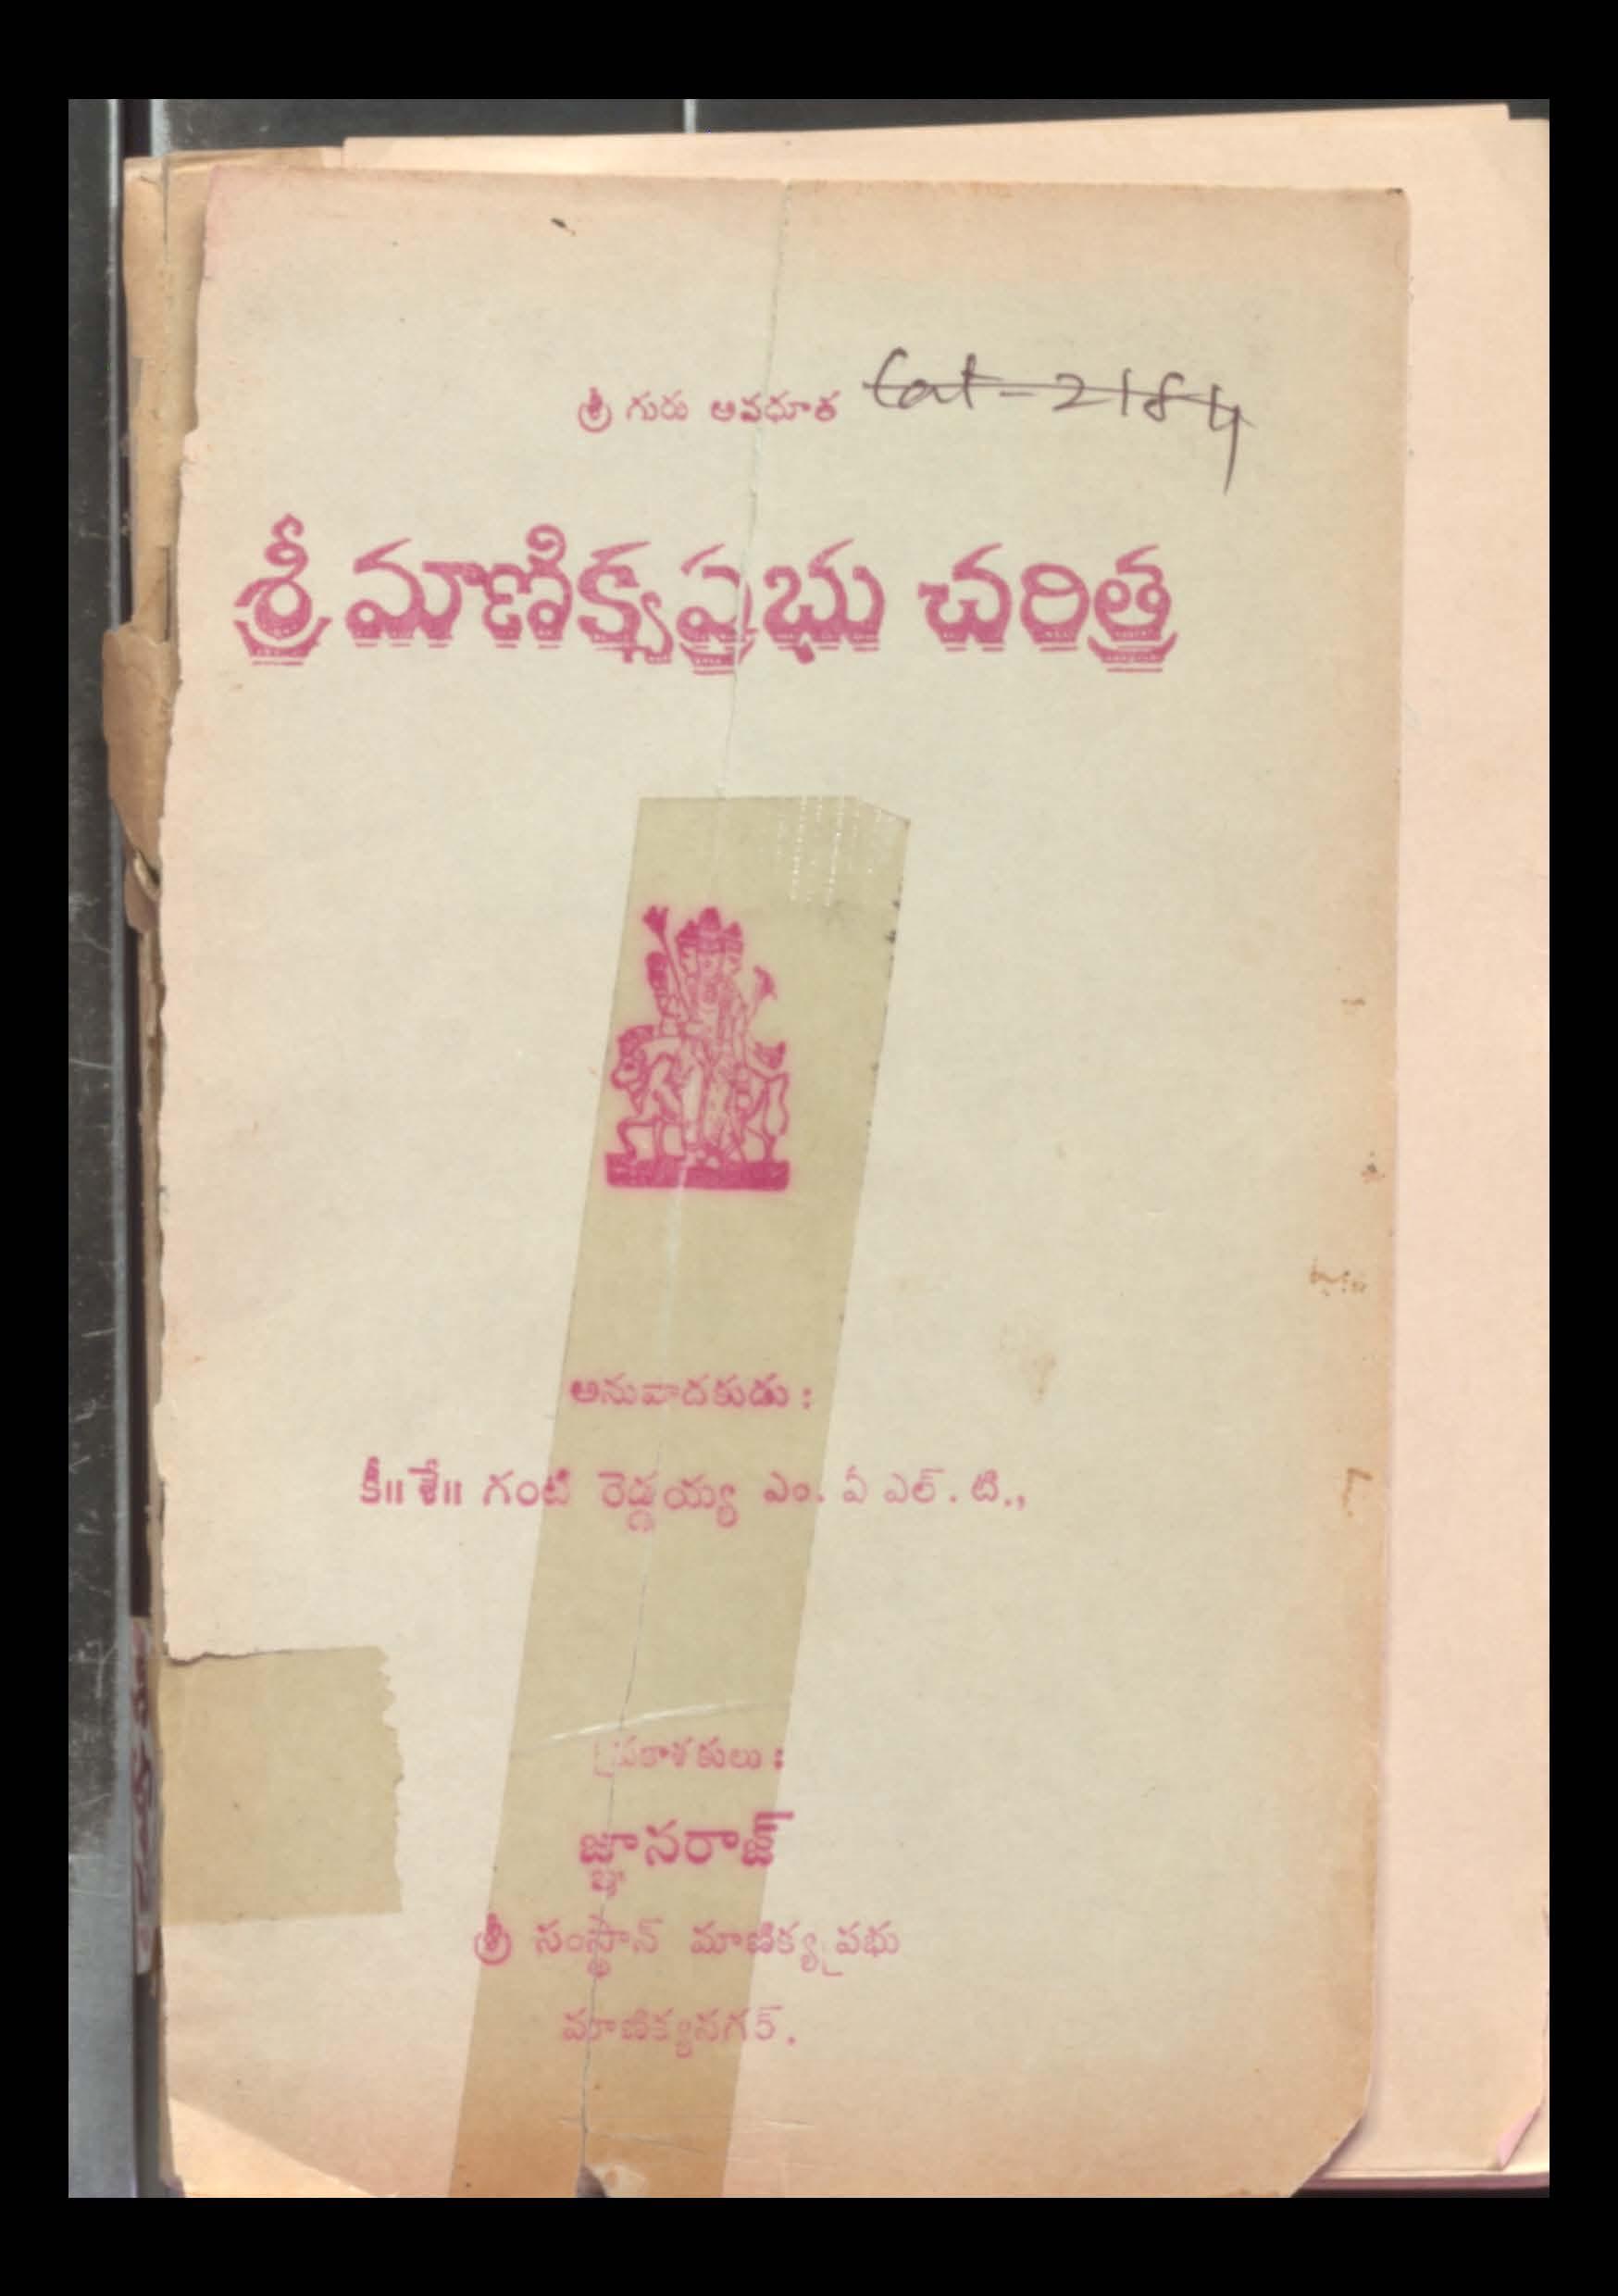 శ్రీ గురు అవధూత Cat-2184
శ్రీ మాణిక్యప్రభు చరిత్ర
అనువాదకుడు :
కీ॥ శే॥ గంటి రెడ్డయ్య ఎం. ఏ ఎల్. టి.,
ప్రకాశకులు :
జ్ఞానరాజ్
శ్రీ సంస్థాన్ మాణిక్యప్రభు
మాణిక్యనగర్.